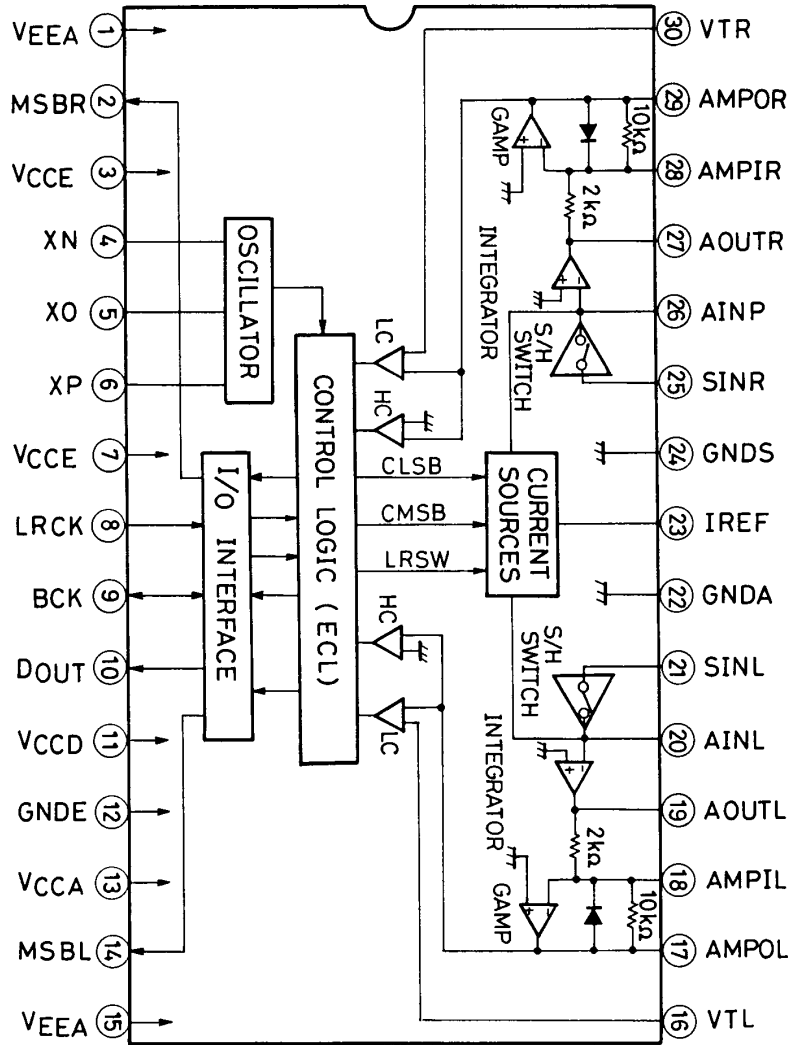 VEEA 1
MSBR 2
VCCE 3
XN 4
XO 5
XP 6
VCCE 7
LRCK 8
BCK 9
DOUT 10
VCCD 11
GNDE 12
VCCA 13
MSBL 14
VEEA 15
OSCILLATOR
I/O INTERFACE
CONTROL LOGIC (ECL)
LC
HC
CLSB
CMSB
LRSW
HC
LC
CURRENT
SOURCES
GAMP
+ -
10kΩ
2kΩ
INTEGRATOR
+ -
S/H
SWITCH
S/H
SWITCH
INTEGRATOR
+ -
2kΩ
GAMP
+ -
10kΩ
30 VTR
29 AMPOR
28 AMPIR
27 AOUTR
26 AINP
25 SINR
24 GNDS
23 IREF
22 GNDA
21 SINL
20 AINL
19 AOUTL
18 AMPIL
17 AMPOL
16 VTL